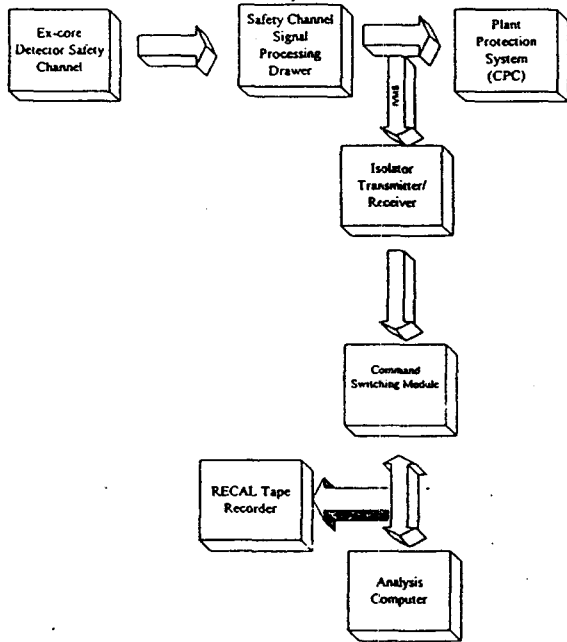 Ex-core
Detector Safety
Channel
Safety Channel
Signal
Processing
Drawer
Plant
Protection
System
(CPC)
IVMS
Isolator
Transmitter/
Receiver
Command
Switching Module
RECAL Tape
Recorder
Analysis
Computer